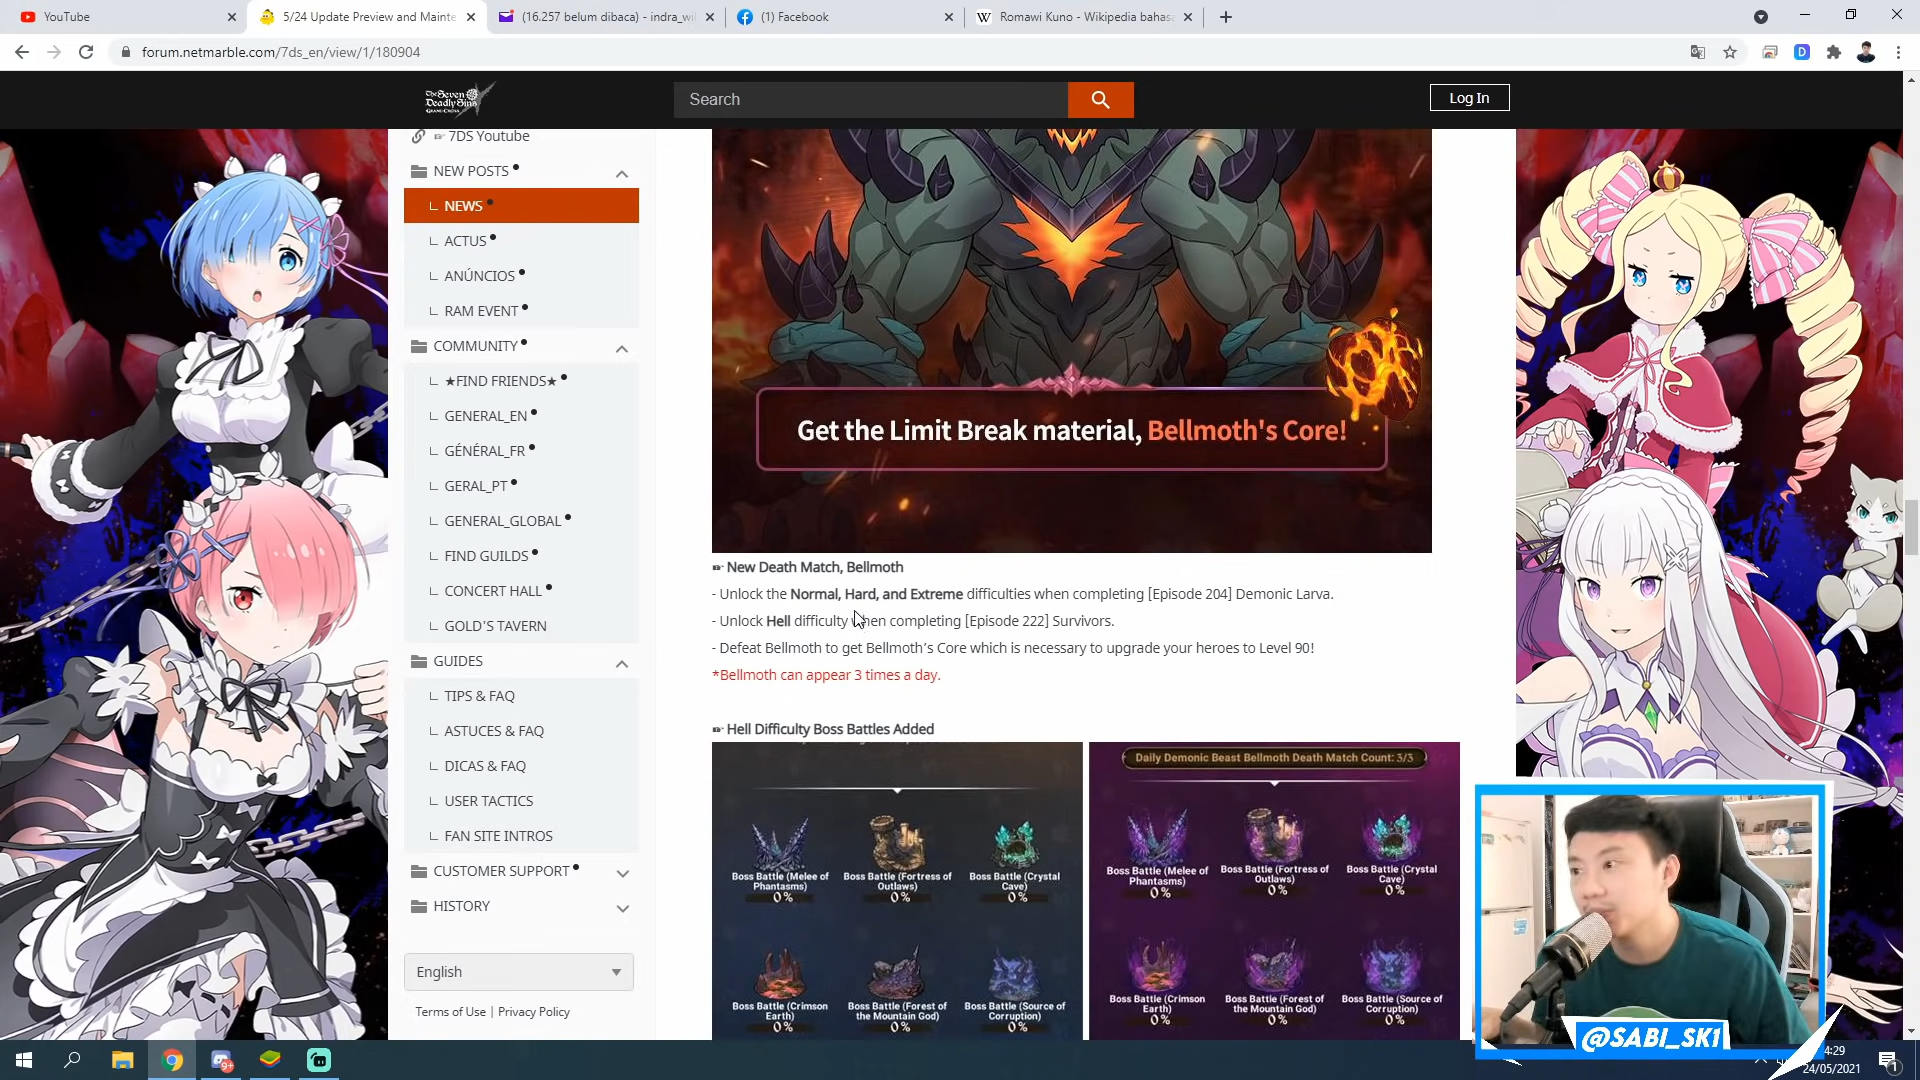 YouTube
5/24 Update Preview and Mainte
(16.257 belum dibaca) - indra_wi
(1) Facebook
Romawi Kuno - Wikipedia bahasa
forum.netmarble.com/7ds_en/view/1/180904
The Seven
Deadly Sins
GRAND CROSS
Search
Log In
7DS Youtube
NEW POSTS
NEWS
ACTUS
ANÚNCIOS
RAM EVENT
COMMUNITY
★FIND FRIENDS★
GENERAL_EN
GÉNÉRAL_FR
GERAL_PT
GENERAL_GLOBAL
FIND GUILDS
CONCERT HALL
GOLD'S TAVERN
GUIDES
TIPS & FAQ
ASTUCES & FAQ
DICAS & FAQ
USER TACTICS
FAN SITE INTROS
CUSTOMER SUPPORT
HISTORY
English
Terms of Use | Privacy Policy
Get the Limit Break material, Bellmoth's Core!
☞ New Death Match, Bellmoth
- Unlock the Normal, Hard, and Extreme difficulties when completing [Episode 204] Demonic Larva.
- Unlock Hell difficulty when completing [Episode 222] Survivors.
- Defeat Bellmoth to get Bellmoth's Core which is necessary to upgrade your heroes to Level 90!
*Bellmoth can appear 3 times a day.
☞ Hell Difficulty Boss Battles Added
Boss Battle (Melee of
Phantasms)
0 %
Boss Battle (Fortress of
Outlaws)
0 %
Boss Battle (Crystal
Cave)
0 %
Boss Battle (Crimson
Earth)
0 %
Boss Battle (Forest of
the Mountain God)
0 %
Boss Battle (Source of
Corruption)
0 %
Daily Demonic Beast Bellmoth Death Match Count: 3/3
Boss Battle (Melee of
Phantasms)
0 %
Boss Battle (Fortress of
Outlaws)
0 %
Boss Battle (Crystal
Cave)
0 %
Boss Battle (Crimson
Earth)
0 %
Boss Battle (Forest of
the Mountain God)
0 %
Boss Battle (Source of
Corruption)
0 %
@SABI_SK1
4:29
24/05/2021